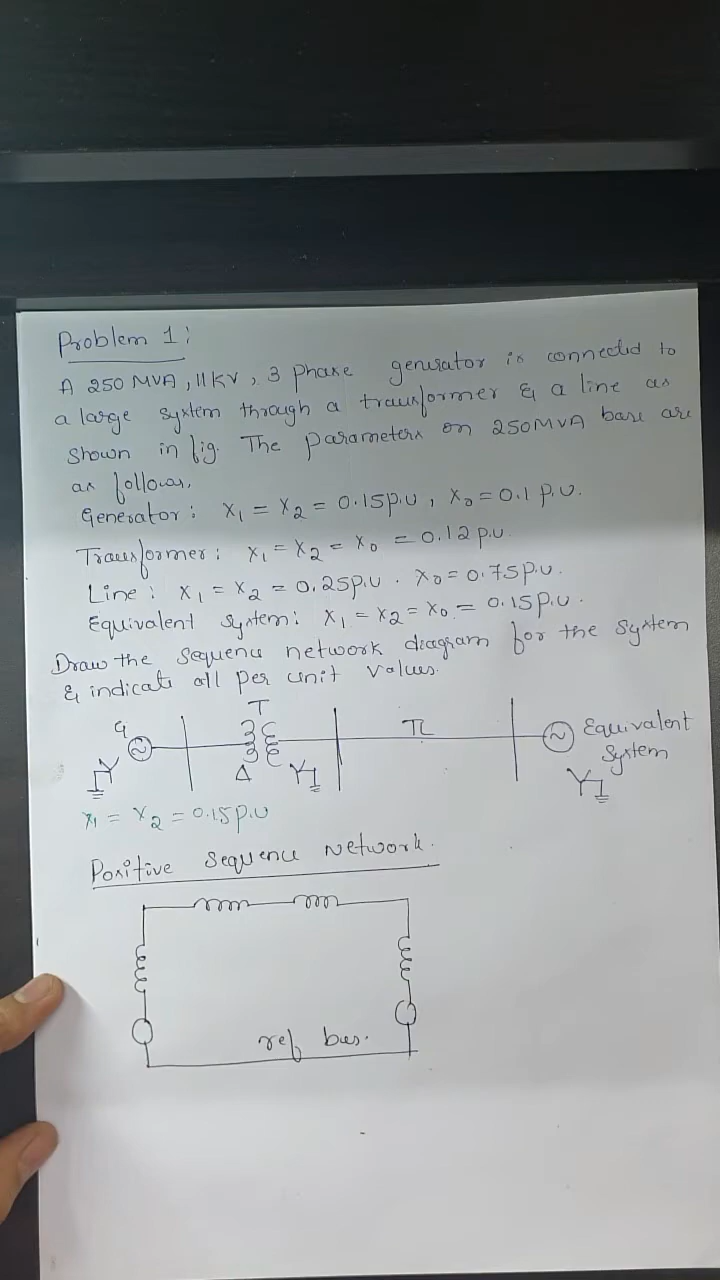 Problem 1:
A 250 MVA, 11KV, 3 Phase generator is connected to
a large system through a transformer & a line as
shown in fig. The Parameters on 250MVA base are
as follows.
Generator: X1 = X2 = 0.15p.u, X0 = 0.1 p.u.
Transformer: X1 = X2 = X0 = 0.12 p.u.
Line: X1 = X2 = 0.25p.u. X0 = 0.75p.u.
Equivalent system: X1 = X2 = X0 = 0.15p.u.
Draw the sequence network diagram for the system
& indicate all per unit values.
G T TL Equivalent
System
Δ
X1 = X2 = 0.15p.u
Positive sequence Network.
ref bus.